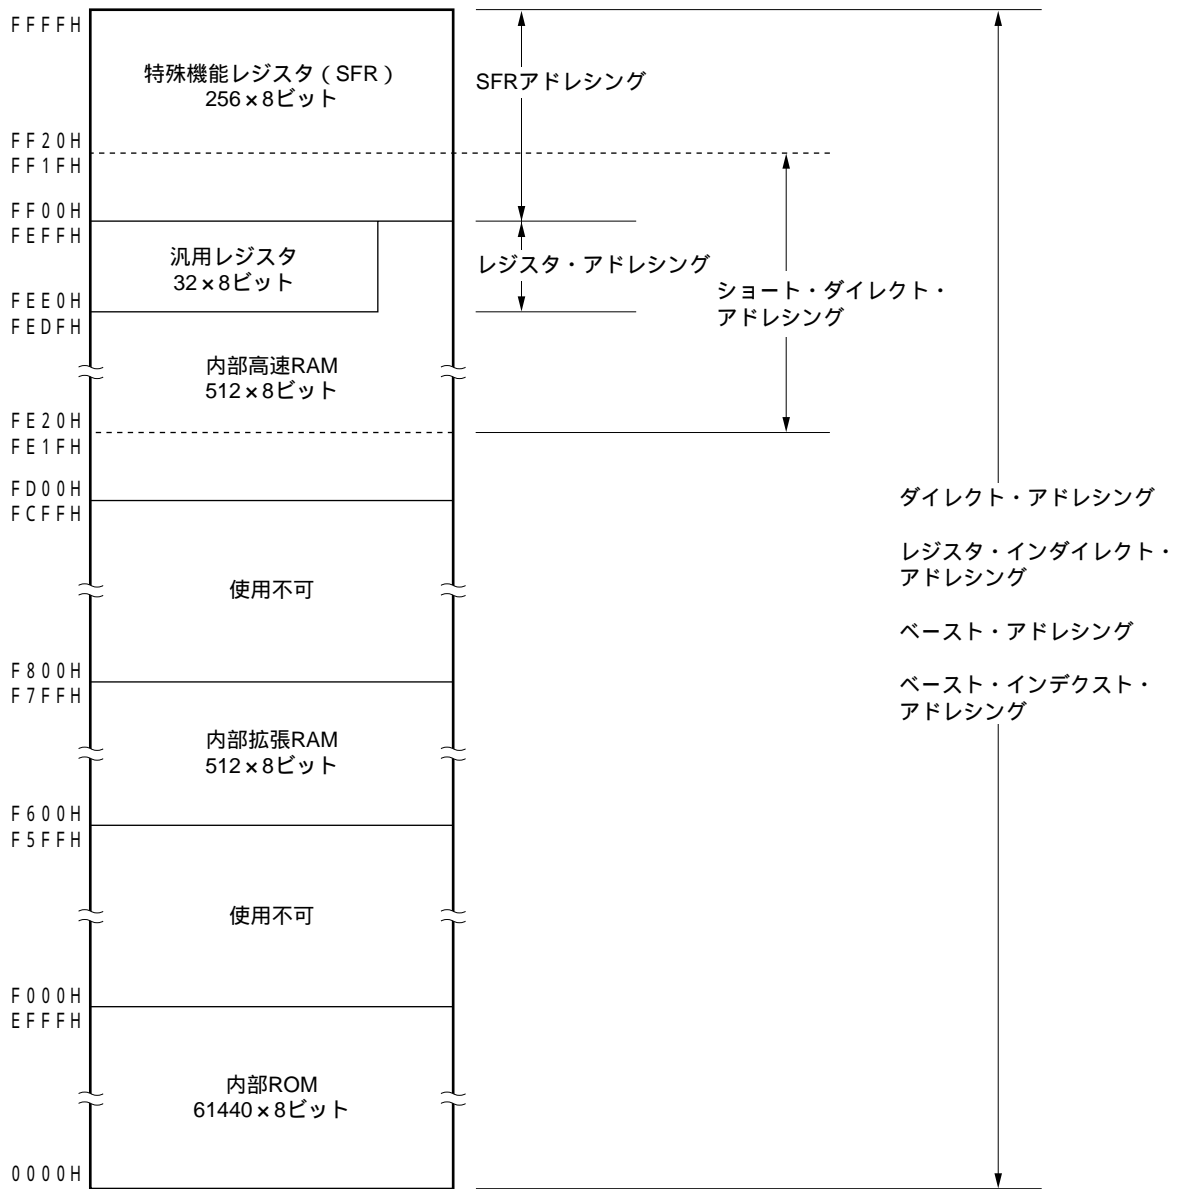 FFFFH
特殊機能レジスタ（SFR）
256×8ビット
SFRアドレシング
FF20H
FF1FH
FF00H
FEFFH
汎用レジスタ
32×8ビット
レジスタ・アドレシング
ショート・ダイレクト・
アドレシング
FEE0H
FEDFH
内部高速RAM
512×8ビット
FE20H
FE1FH
FD00H
FCFFH
ダイレクト・アドレシング
レジスタ・インダイレクト・
アドレシング
ベースト・アドレシング
ベースト・インデクスト・
アドレシング
使用不可
F800H
F7FFH
内部拡張RAM
512×8ビット
F600H
F5FFH
使用不可
F000H
EFFFH
内部ROM
61440×8ビット
0000H